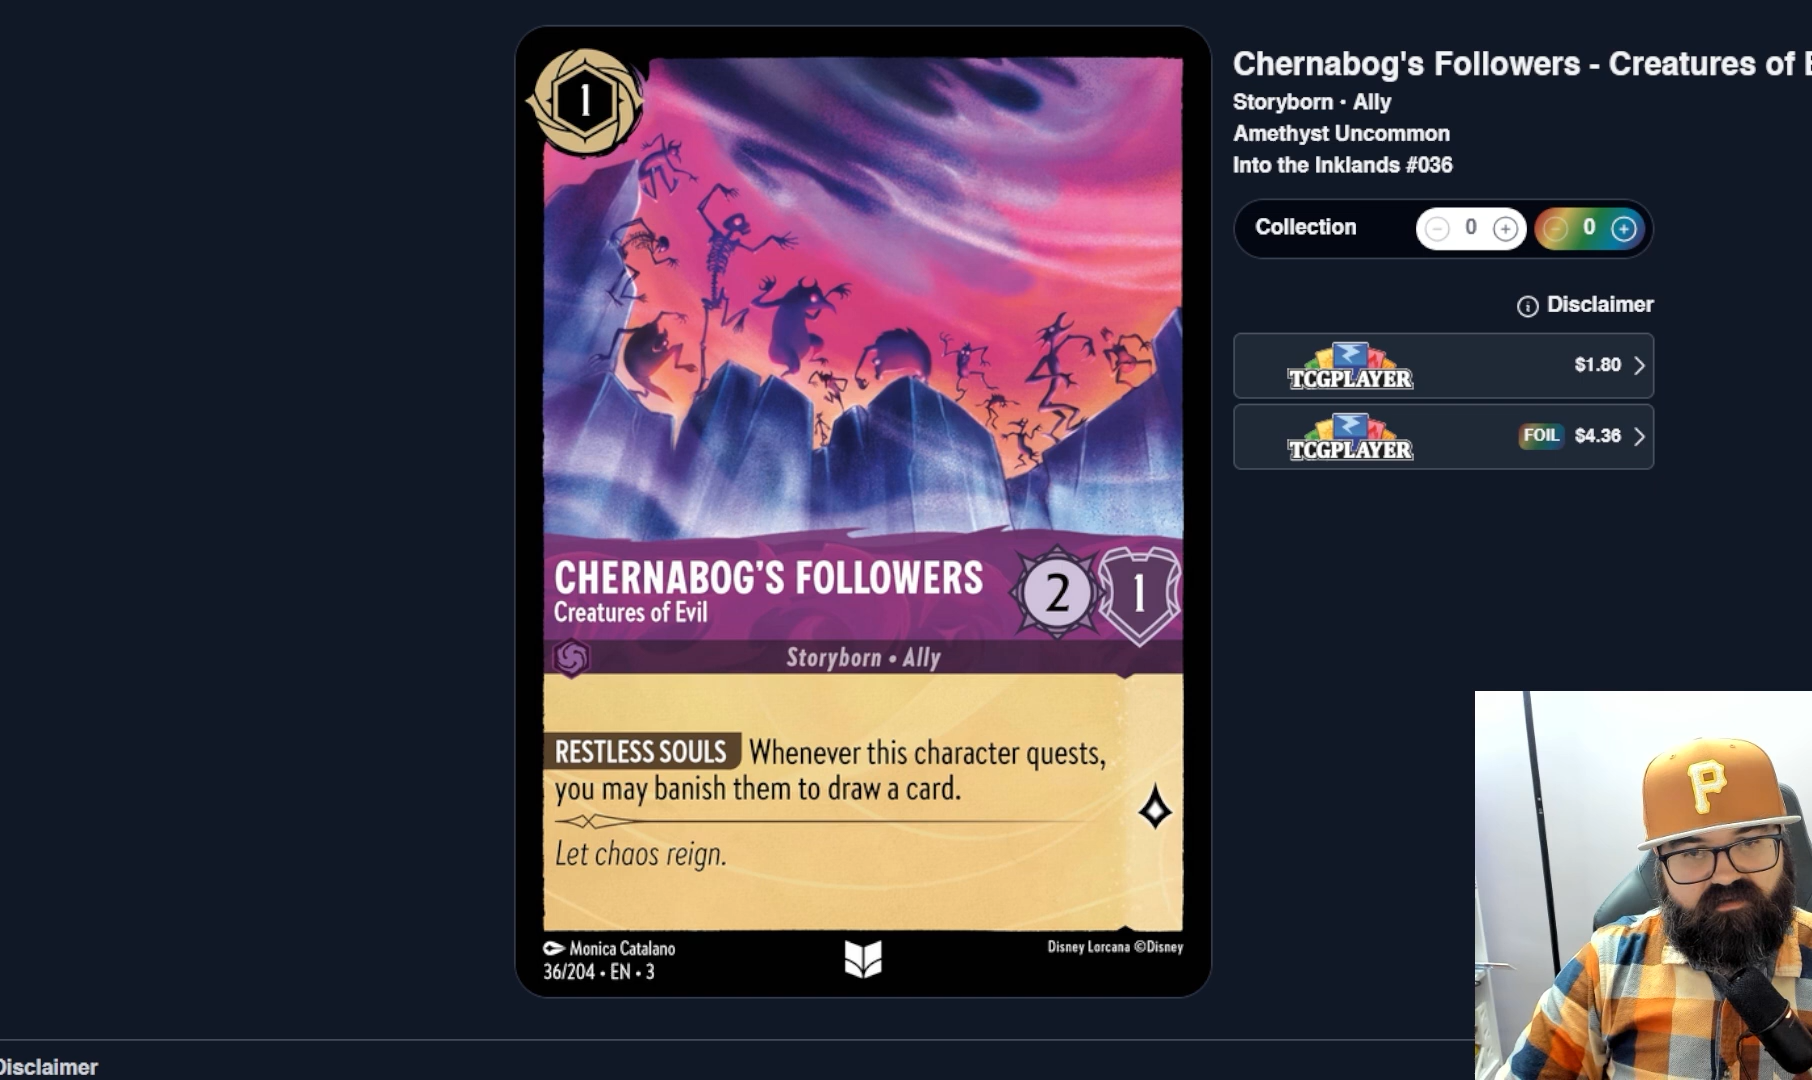 1
CHERNABOG'S FOLLOWERS
Creatures of Evil
2
1
Storyborn • Ally
RESTLESS SOULS Whenever this character quests,
you may banish them to draw a card.
Let chaos reign.
Monica Catalano
36/204 • EN • 3
Disney Lorcana ©Disney
Chernabog's Followers - Creatures of
Storyborn • Ally
Amethyst Uncommon
Into the Inklands #036
Collection
0
0
Disclaimer
TCGPLAYER $1.80
TCGPLAYER FOIL $4.36
P
Disclaimer